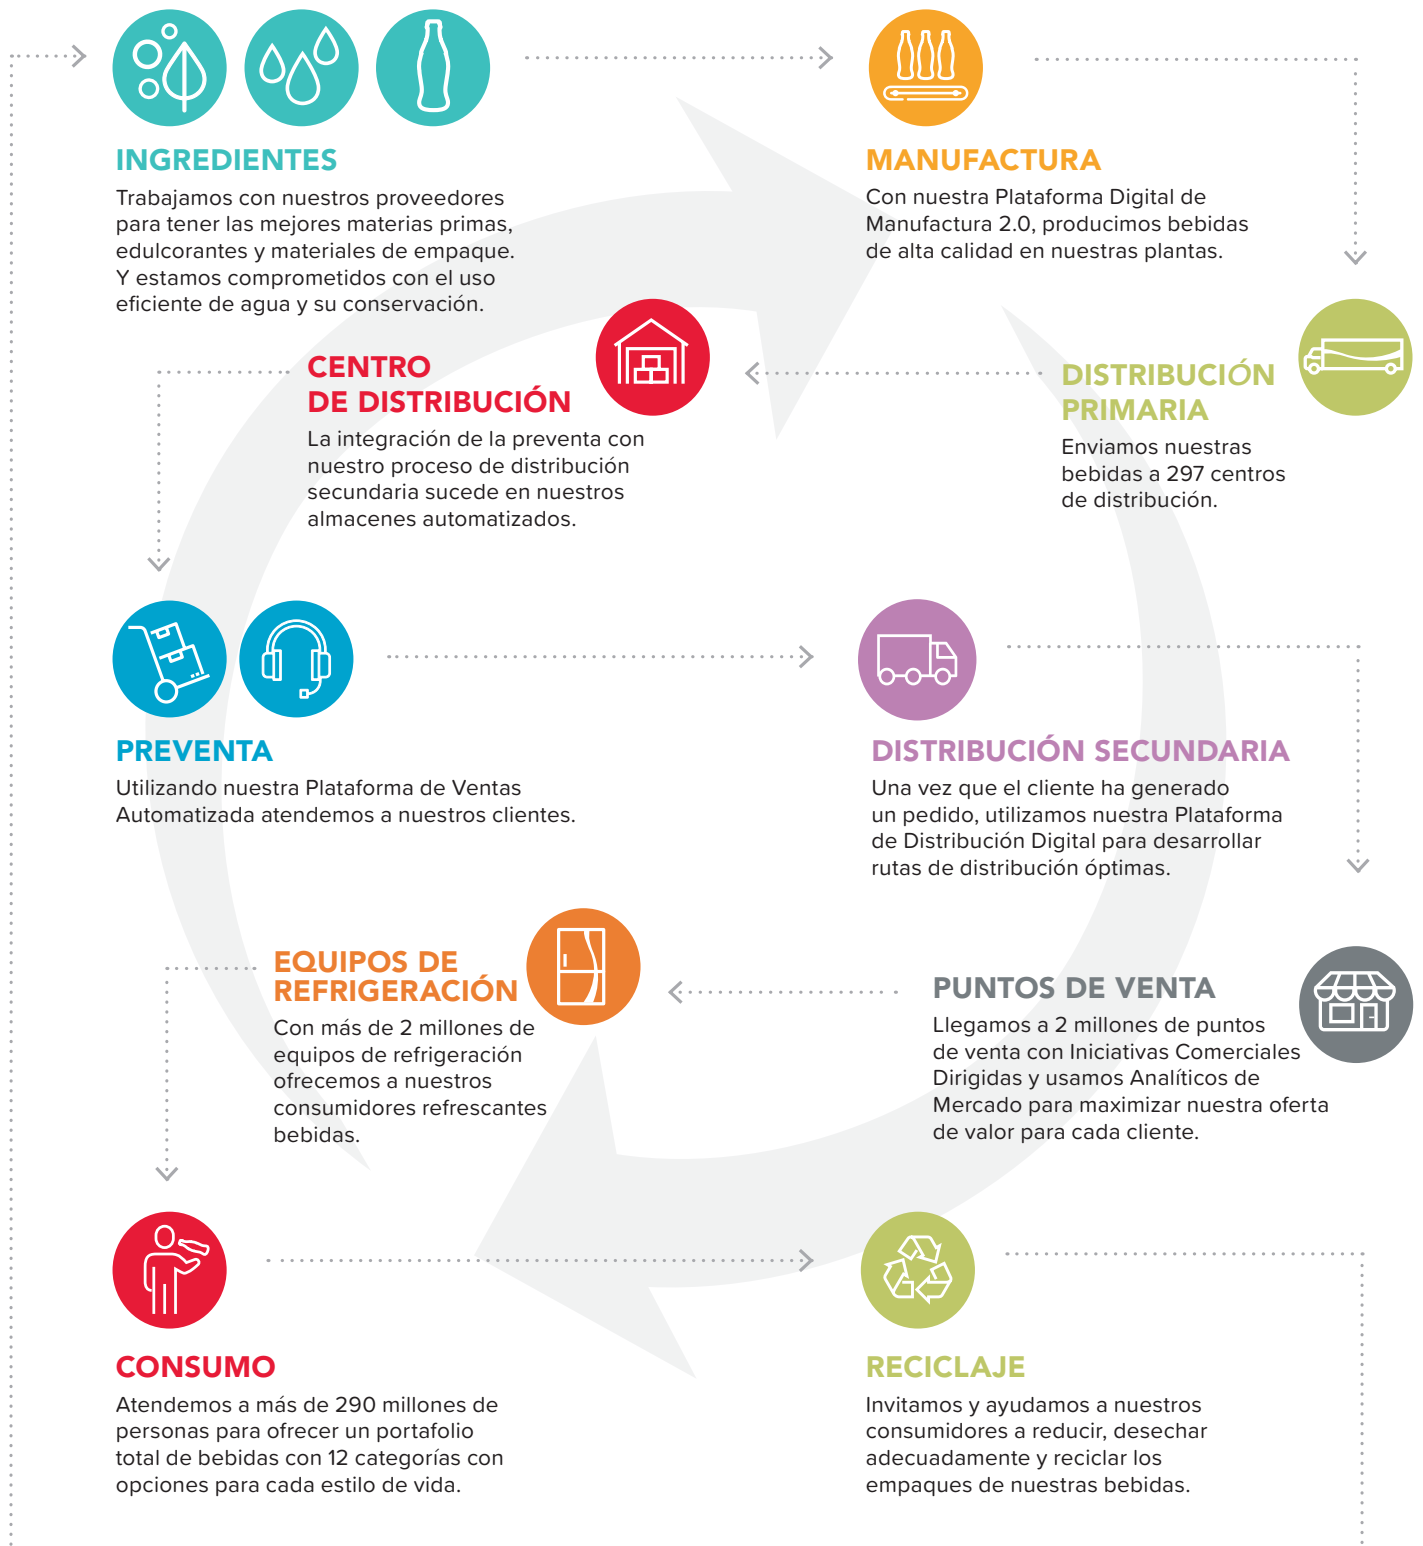 INGREDIENTES
Trabajamos con nuestros proveedores
para tener las mejores materias primas,
edulcorantes y materiales de empaque.
Y estamos comprometidos con el uso
eficiente de agua y su conservación.
MANUFACTURA
Con nuestra Plataforma Digital de
Manufactura 2.0, producimos bebidas
de alta calidad en nuestras plantas.
DISTRIBUCIÓN
PRIMARIA
Enviamos nuestras
bebidas a 297 centros
de distribución.
CENTRO
DE DISTRIBUCIÓN
La integración de la preventa con
nuestro proceso de distribución
secundaria sucede en nuestros
almacenes automatizados.
PREVENTA
Utilizando nuestra Plataforma de Ventas
Automatizada atendemos a nuestros clientes.
DISTRIBUCIÓN SECUNDARIA
Una vez que el cliente ha generado
un pedido, utilizamos nuestra Plataforma
de Distribución Digital para desarrollar
rutas de distribución óptimas.
PUNTOS DE VENTA
Llegamos a 2 millones de puntos
de venta con Iniciativas Comerciales
Dirigidas y usamos Analíticos de
Mercado para maximizar nuestra oferta
de valor para cada cliente.
EQUIPOS DE
REFRIGERACIÓN
Con más de 2 millones de
equipos de refrigeración
ofrecemos a nuestros
consumidores refrescantes
bebidas.
CONSUMO
Atendemos a más de 290 millones de
personas para ofrecer un portafolio
total de bebidas con 12 categorías con
opciones para cada estilo de vida.
RECICLAJE
Invitamos y ayudamos a nuestros
consumidores a reducir, desechar
adecuadamente y reciclar los
empaques de nuestras bebidas.